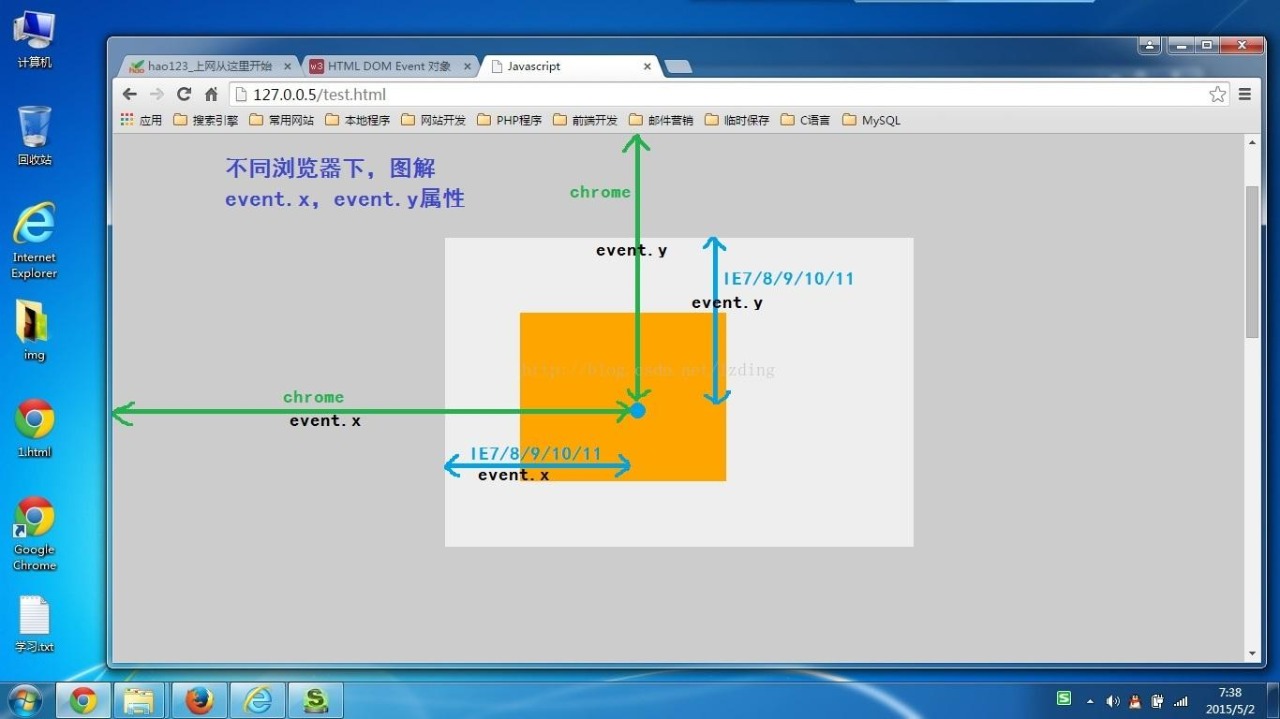 计算机
回收站
Internet
Explorer
img
1.html
Google
Chrome
学习.txt
hao123_上网从这里开始
HTML DOM Event 对象
Javascript
127.0.0.5/test.html
应用 搜索引擎 常用网站 本地程序 网站开发 PHP程序 前端开发 邮件营销 临时保存 C语言 MySQL
不同浏览器下，图解
event.x，event.y属性
chrome
event.y
IE7/8/9/10/11
event.y
chrome
event.x
IE7/8/9/10/11
event.x
7:38
2015/5/2